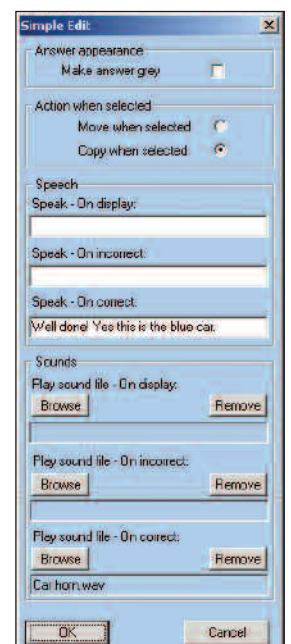 Simple Edit
Answer appearance
Make answer grey
Action when selected
Move when selected
Copy when selected
Speech
Speak - On display:
Speak - On incorrect:
Speak - On correct:
Well done! Yes this is the blue car.
Sounds
Play sound file - On display:
Browse Remove
Play sound file - On incorrect:
Browse Remove
Play sound file - On correct:
Browse Remove
Car horn.wav
OK Cancel